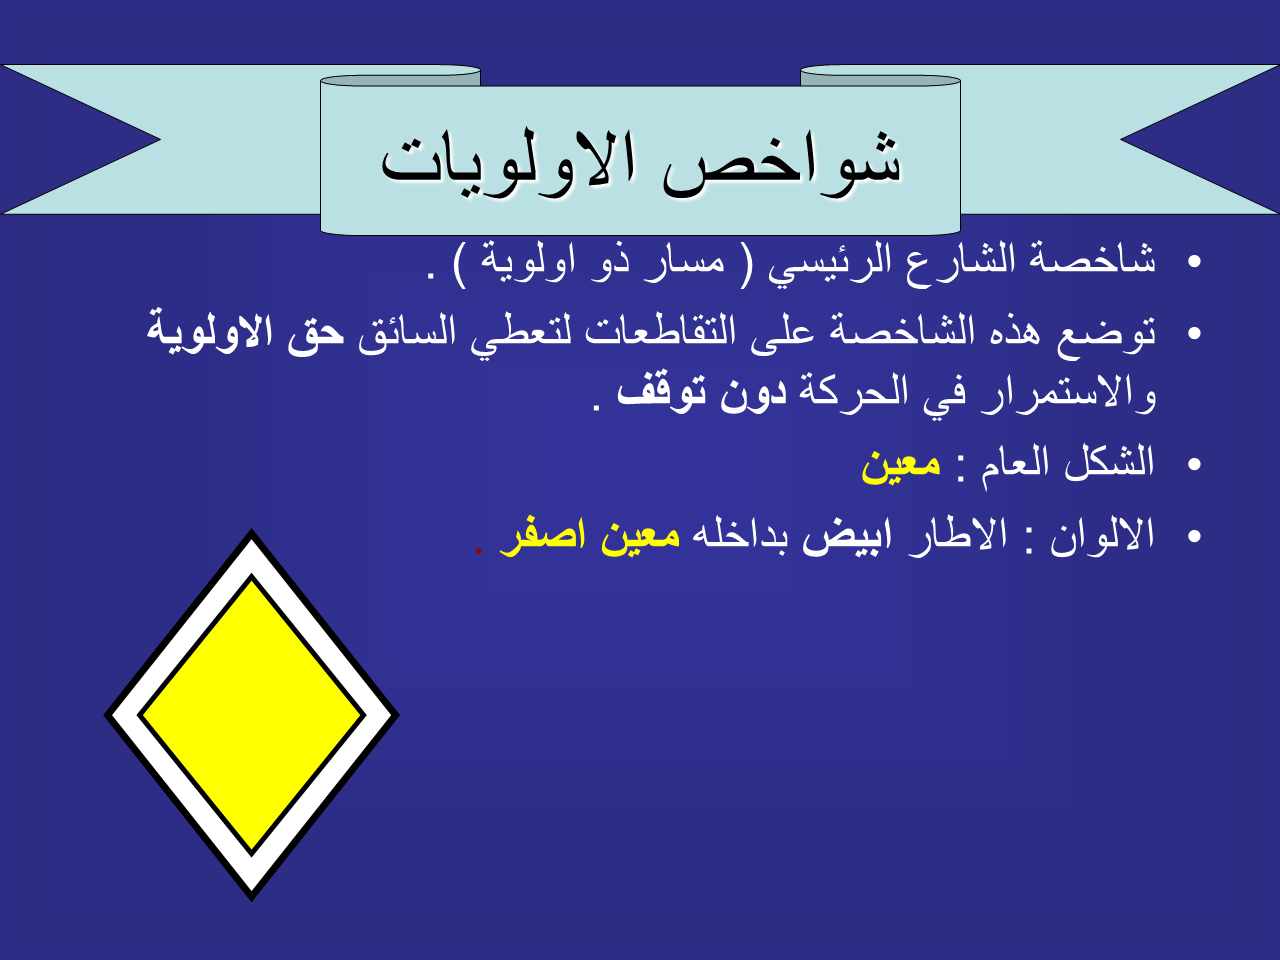 شواخص الاولويات
• شاخصة الشارع الرئيسي ( مسار ذو اولوية ) .
• توضع هذه الشاخصة على التقاطعات لتعطي السائق حق الاولوية
والاستمرار في الحركة دون توقف .
• الشكل العام : معين
• الالوان : الاطار ابيض بداخله معين اصفر .